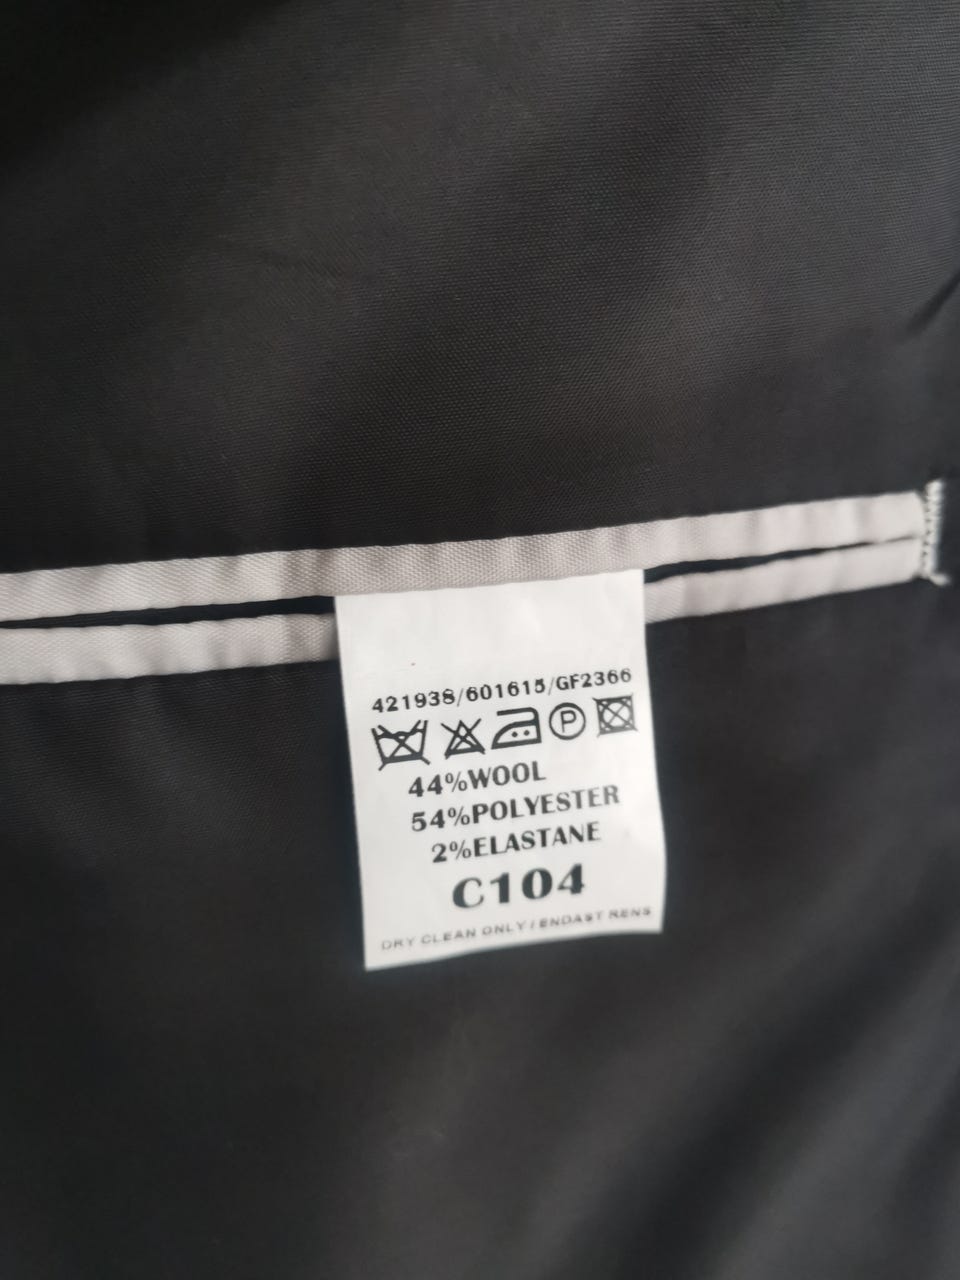 421938/601615/GF2366
P
44%WOOL
54%POLYESTER
2%ELASTANE
C104
DRY CLEAN ONLY / ENDAST RENS